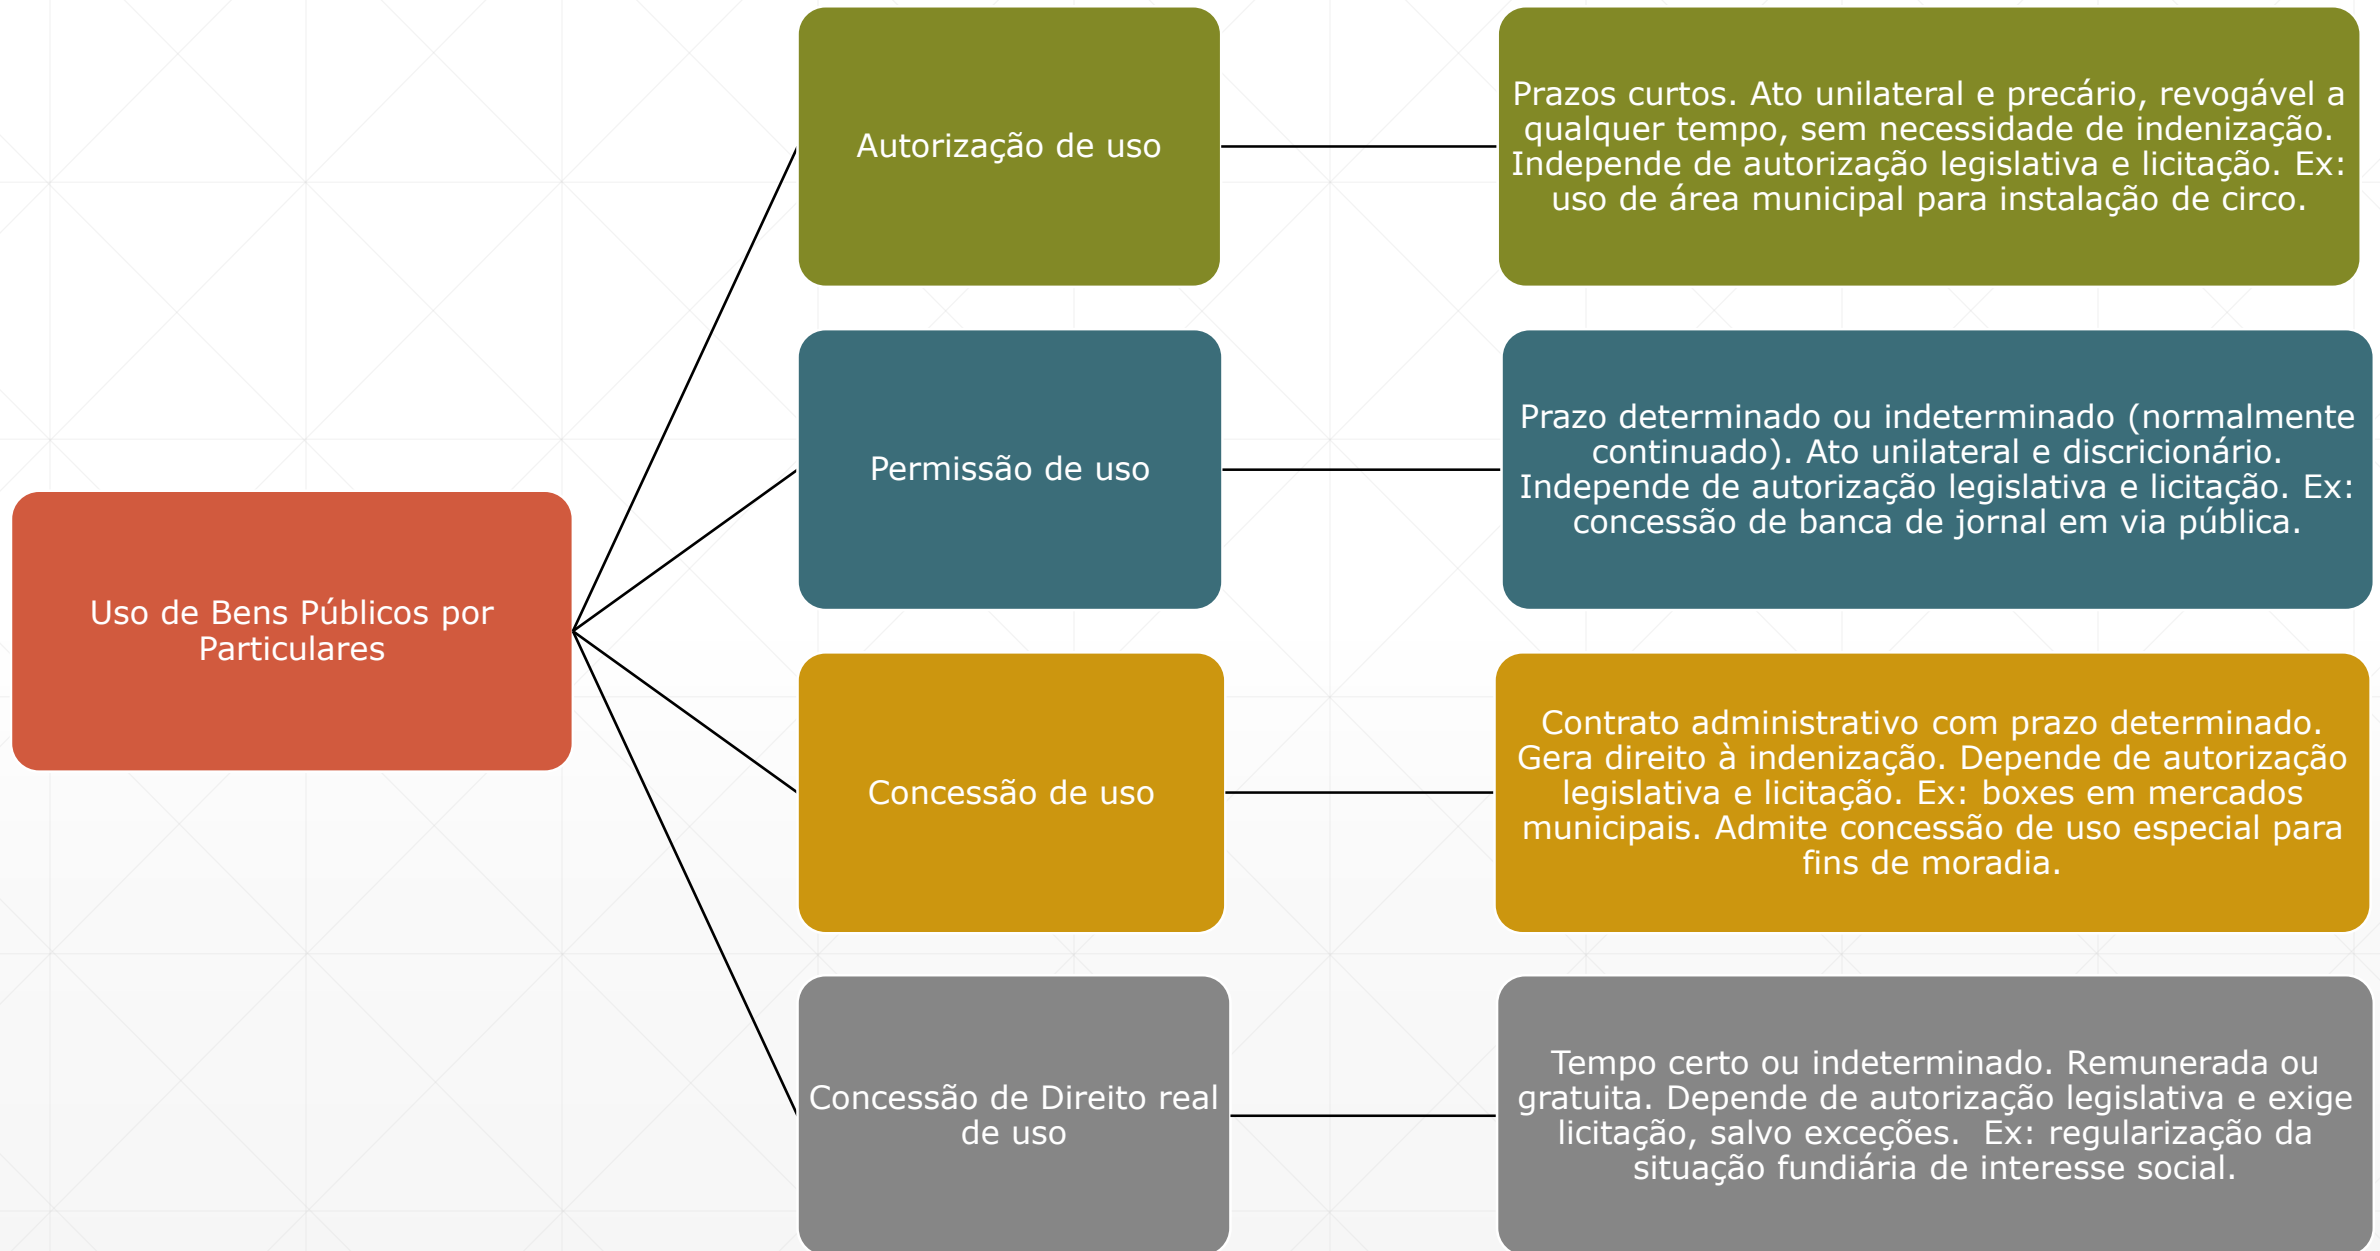 Uso de Bens Públicos por
Particulares
Autorização de uso
Prazos curtos. Ato unilateral e precário, revogável a
qualquer tempo, sem necessidade de indenização.
Independe de autorização legislativa e licitação. Ex:
uso de área municipal para instalação de circo.
Permissão de uso
Prazo determinado ou indeterminado (normalmente
continuado). Ato unilateral e discricionário.
Independe de autorização legislativa e licitação. Ex:
concessão de banca de jornal em via pública.
Concessão de uso
Contrato administrativo com prazo determinado.
Gera direito à indenização. Depende de autorização
legislativa e licitação. Ex: boxes em mercados
municipais. Admite concessão de uso especial para
fins de moradia.
Concessão de Direito real
de uso
Tempo certo ou indeterminado. Remunerada ou
gratuita. Depende de autorização legislativa e exige
licitação, salvo exceções.  Ex: regularização da
situação fundiária de interesse social.